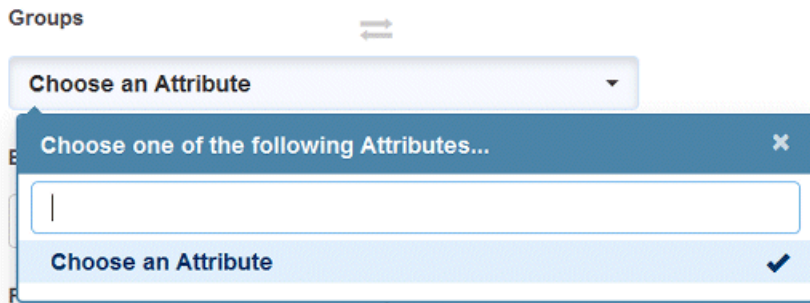 Groups
Choose an Attribute
Choose one of the following Attributes...
Choose an Attribute